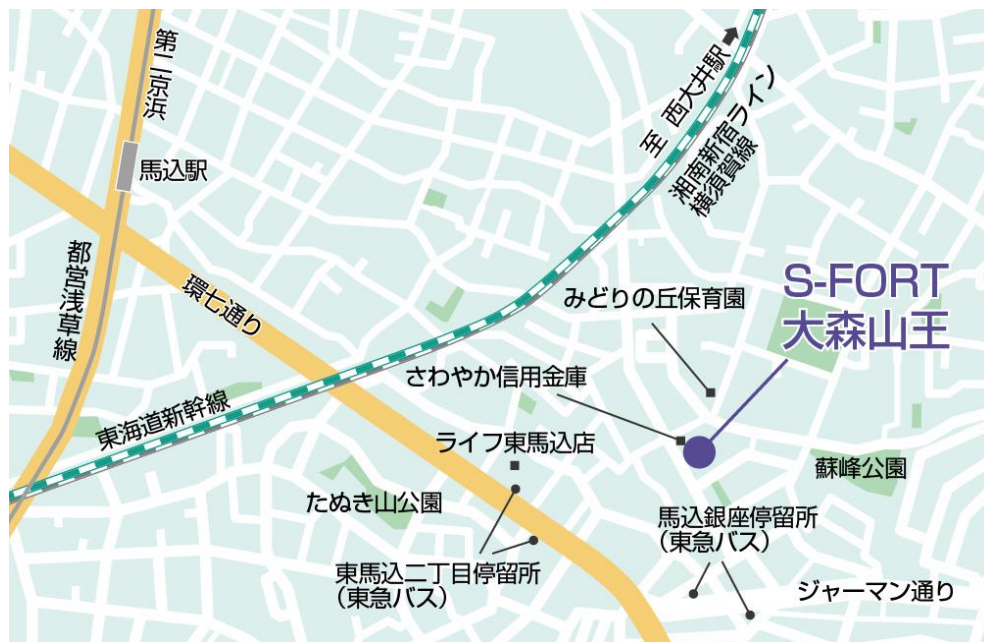 第二京浜
至 西大井駅
馬込駅
湘南新宿ライン
横須賀線
都営浅草線
環七通り
みどりの丘保育園
S-FORT
大森山王
さわやか信用金庫
東海道新幹線
ライフ東馬込店
蘇峰公園
たぬき山公園
馬込銀座停留所
（東急バス）
東馬込二丁目停留所
（東急バス）
ジャーマン通り